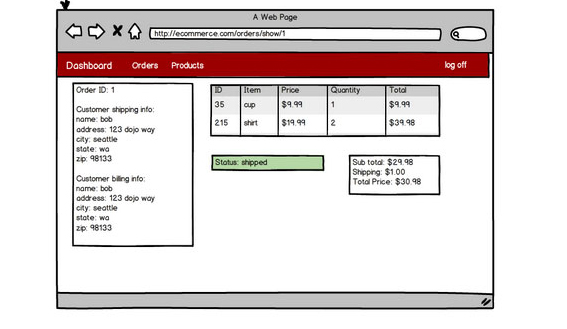 A Web Page
http://ecommerce.com/orders/show/1
Dashboard Orders Products log off
Order ID: 1
Customer shipping info:
name: bob
address: 123 dojo way
city: seattle
state: wa
zip: 98133
Customer billing info:
name: bob
address: 123 dojo way
city: seattle
state: wa
zip: 98133
ID Item Price Quantity Total
35 cup $9.99 1 $9.99
215 shirt $19.99 2 $39.98
Status: shipped
Sub total: $29.98
Shipping: $1.00
Total Price: $30.98